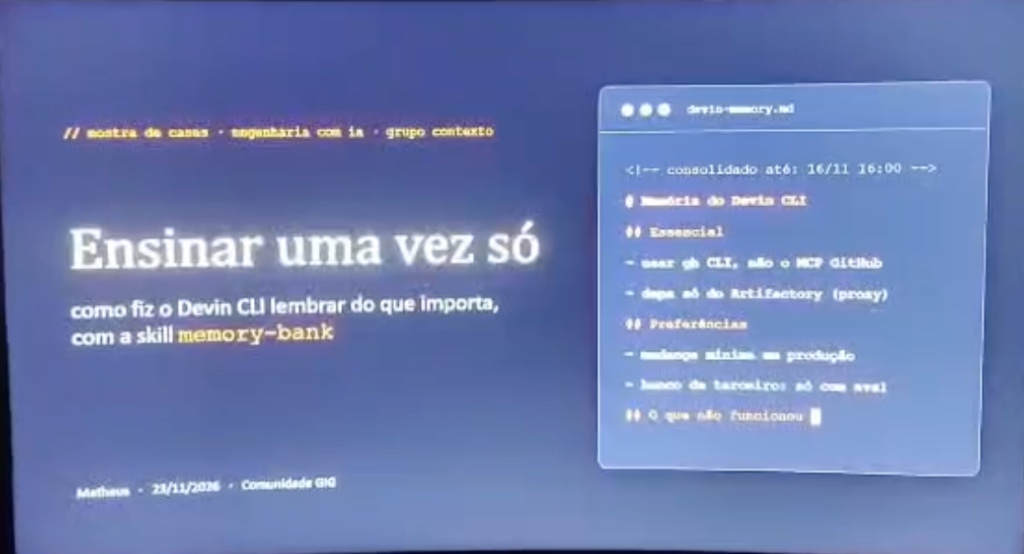 // mostra de cases · engenharia com ia · grupo contexto
Ensinar uma vez só
como fiz o Devin CLI lembrar do que importa,
com a skill memory-bank
Matheus · 23/11/2026 · Comunidade GIG
devin-memory.md
<!-- consolidado até: 16/11 16:00 -->
# Memória do Devin CLI
## Essencial
- usar gh CLI, não o MCP GitHub
- deps só do Artifactory (proxy)
## Preferências
- mudança mínima em produção
- banco de terceiro: só com aval
## O que não funcionou